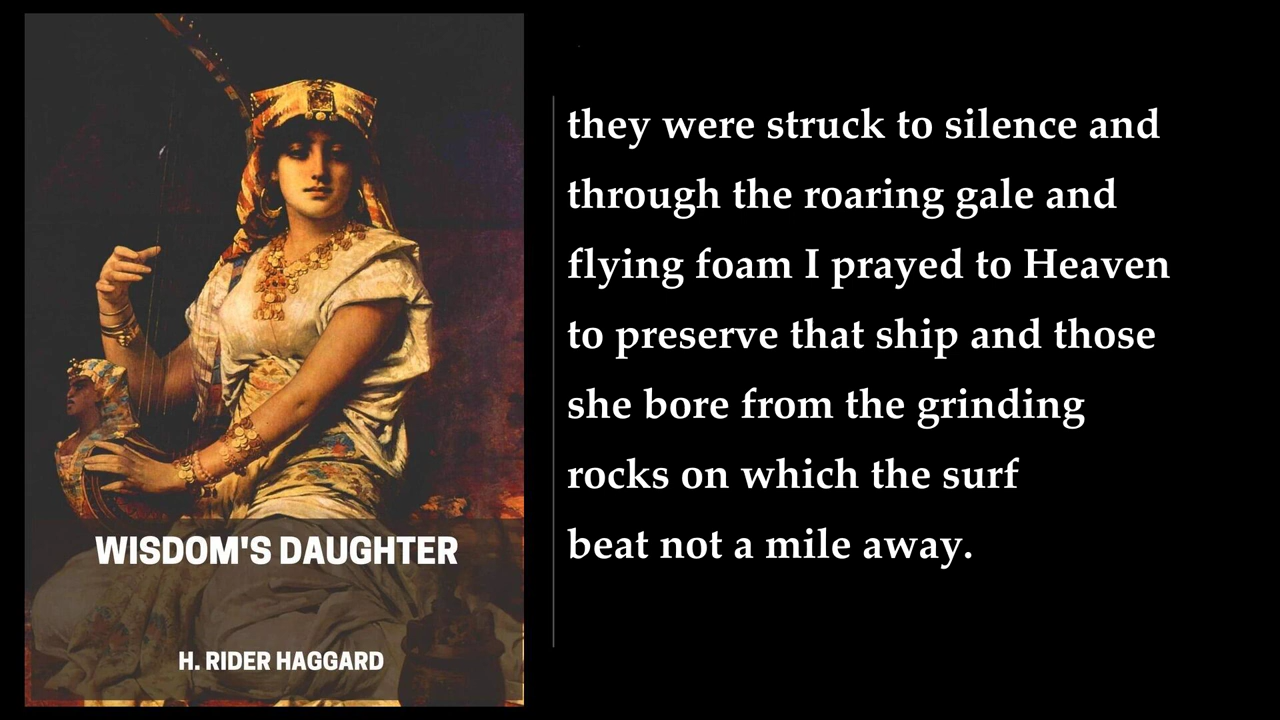 WISDOM'S DAUGHTER
H. RIDER HAGGARD
they were struck to silence and
through the roaring gale and
flying foam I prayed to Heaven
to preserve that ship and those
she bore from the grinding
rocks on which the surf
beat not a mile away.